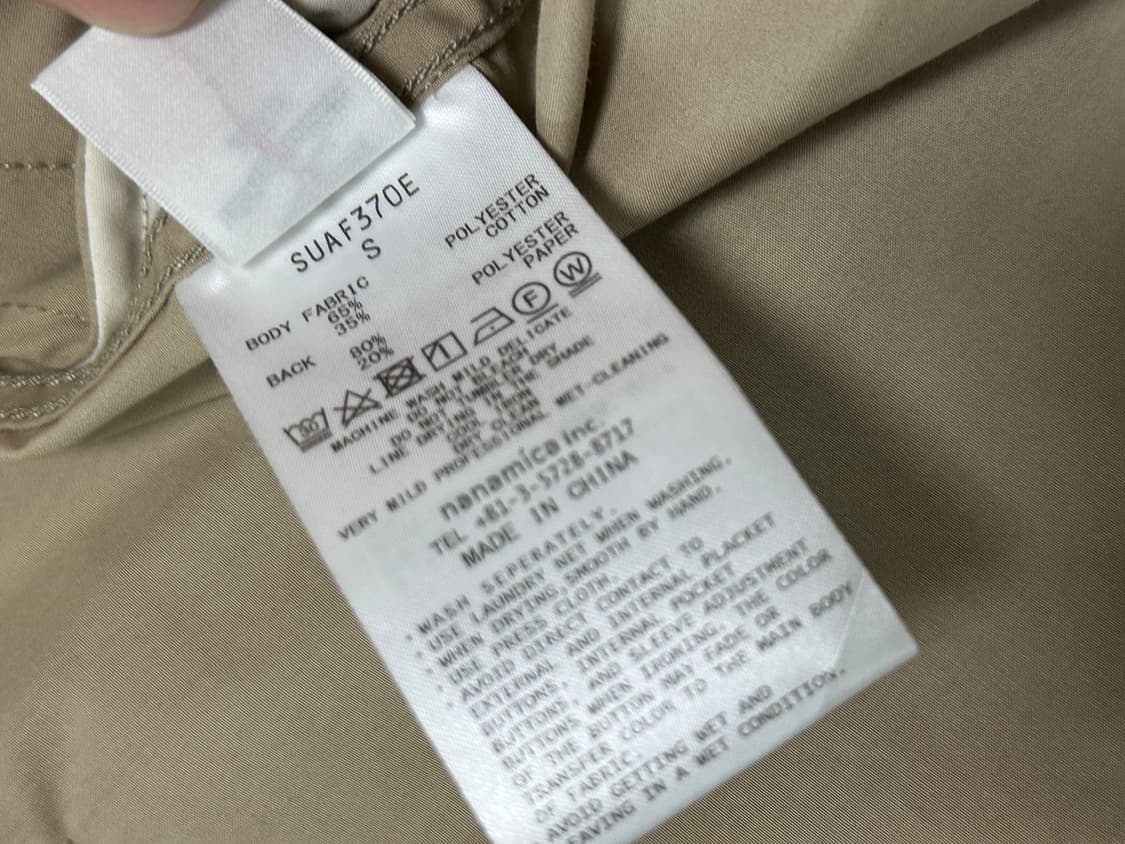 SUAF370E
S
BODY FABRIC
65% POLYESTER
35% COTTON
BACK 80% POLYESTER
20% PAPER
30 1 F W
MACHINE WASH MILD DELICATE
DO NOT BLEACH
DO NOT TUMBLE DRY
LINE DRYING IN THE SHADE
COOL IRON
DRY CLEAN
VERY MILD PROFESSIONAL WET-CLEANING
nanamica inc.
TEL +81-3-5728-8717
MADE IN CHINA
・WASH SEPERATELY.
・USE LAUNDRY NET WHEN WASHING.
・WHEN DRYING,SMOOTH BY HAND.
・USE PRESS CLOTH.
・AVOID DIRECT CONTACT TO
EXTERNAL AND INTERNAL PLACKET
BUTTONS, INTERNAL POCKET
BUTTONS, AND SLEEVE ADJUSTMENT
BUTTONS WHEN IRONING. THE COLOR
OF THE BUTTON MAY FADE OR
TRANSFER COLOR TO THE MAIN BODY
OF FABRIC.
AVOID GETTING WET AND
LEAVING IN A WET CONDITION.